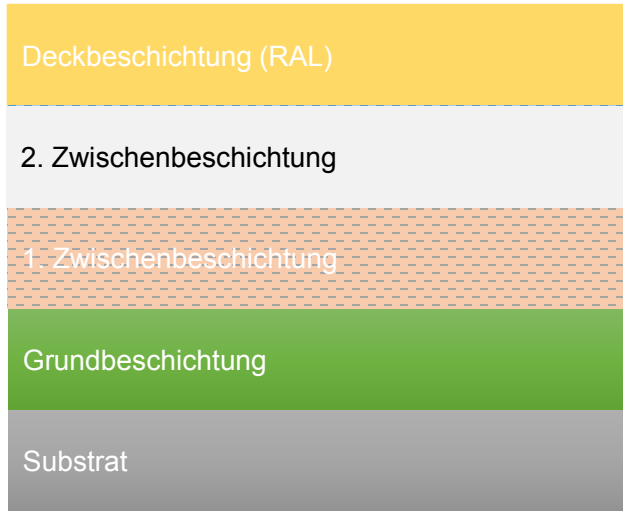 Deckbeschichtung (RAL)
2. Zwischenbeschichtung
1. Zwischenbeschichtung
Grundbeschichtung
Substrat